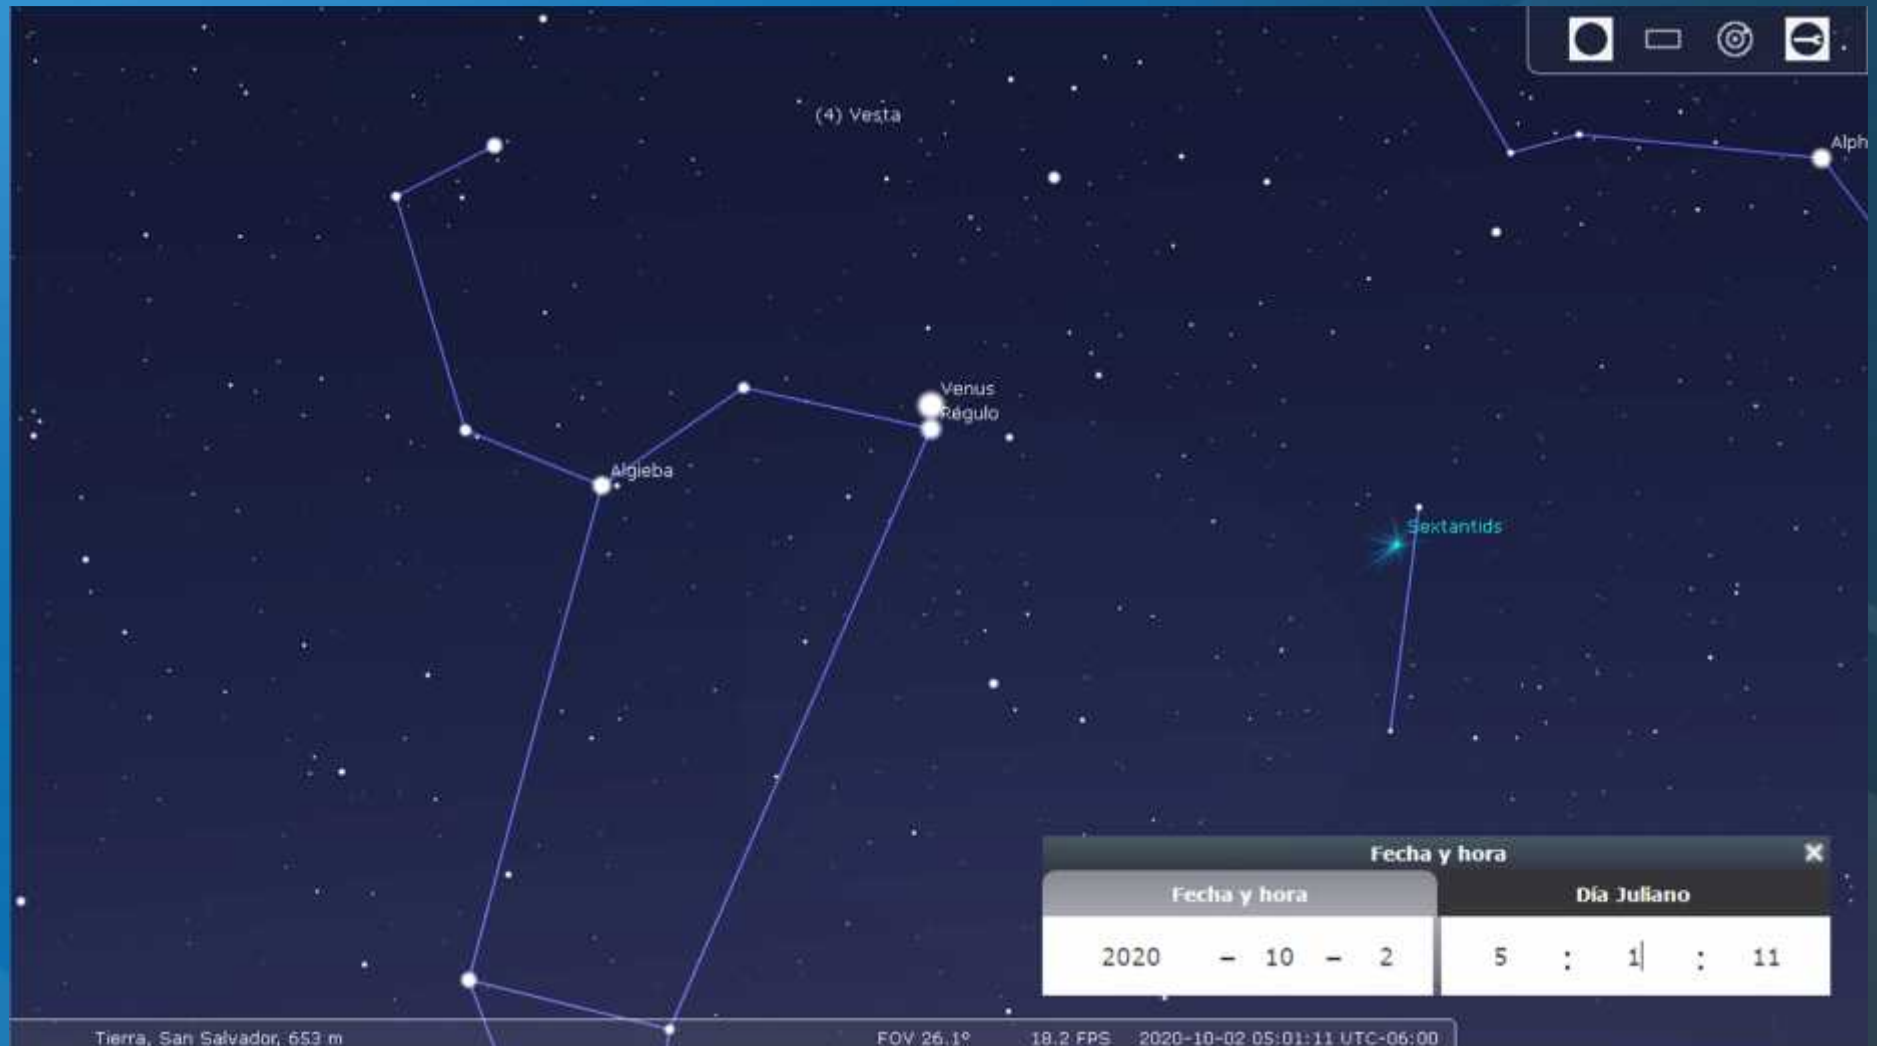 (4) Vesta
Alph
Venus
Régulo
Algieba
Sextantids
Fecha y hora
Fecha y hora
Día Juliano
2020 - 10 - 2 5 : 1 : 11
Tierra, San Salvador, 653 m FOV 26.1° 18.2 FPS 2020-10-02 05:01:11 UTC-06:00